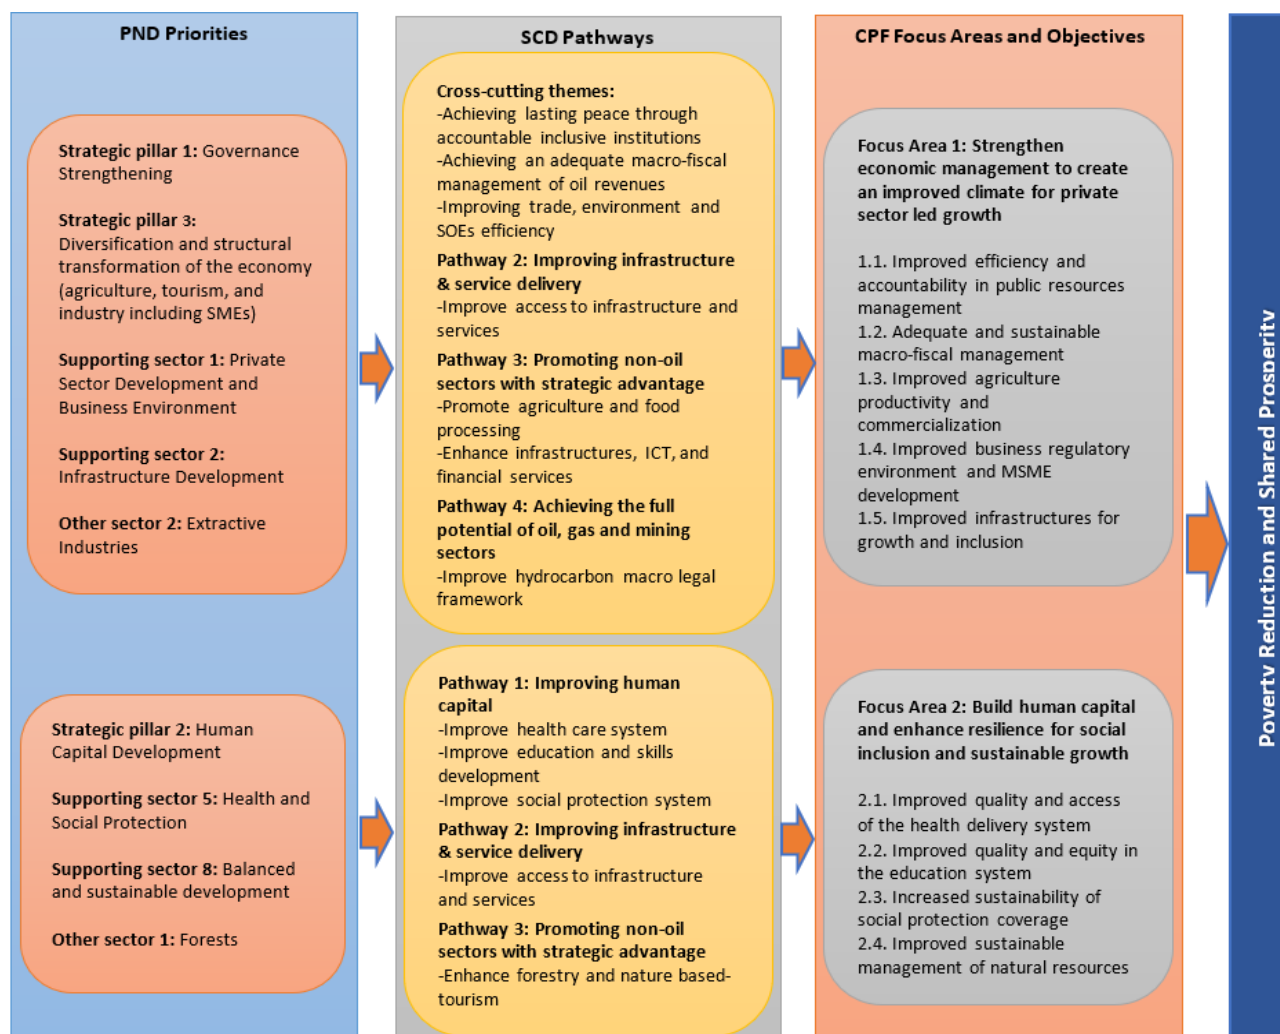 PND Priorities
Strategic pillar 1: Governance
Strengthening
Strategic pillar 3:
Diversification and structural
transformation of the economy
(agriculture, tourism, and
industry including SMEs)
Supporting sector 1: Private
Sector Development and
Business Environment
Supporting sector 2:
Infrastructure Development
Other sector 2: Extractive
Industries
Strategic pillar 2: Human
Capital Development
Supporting sector 5: Health and
Social Protection
Supporting sector 8: Balanced
and sustainable development
Other sector 1: Forests
SCD Pathways
Cross-cutting themes:
-Achieving lasting peace through
accountable inclusive institutions
-Achieving an adequate macro-fiscal
management of oil revenues
-Improving trade, environment and
SOEs efficiency
Pathway 2: Improving infrastructure
& service delivery
-Improve access to infrastructure and
services
Pathway 3: Promoting non-oil
sectors with strategic advantage
-Promote agriculture and food
processing
-Enhance infrastructures, ICT, and
financial services
Pathway 4: Achieving the full
potential of oil, gas and mining
sectors
-Improve hydrocarbon macro legal
framework
Pathway 1: Improving human
capital
-Improve health care system
-Improve education and skills
development
-Improve social protection system
Pathway 2: Improving infrastructure
& service delivery
-Improve access to infrastructure
and services
Pathway 3: Promoting non-oil
sectors with strategic advantage
-Enhance forestry and nature based-
tourism
CPF Focus Areas and Objectives
Focus Area 1: Strengthen
economic management to create
an improved climate for private
sector led growth
1.1. Improved efficiency and
accountability in public resources
management
1.2. Adequate and sustainable
macro-fiscal management
1.3. Improved agriculture
productivity and
commercialization
1.4. Improved business regulatory
environment and MSME
development
1.5. Improved infrastructures for
growth and inclusion
Focus Area 2: Build human capital
and enhance resilience for social
inclusion and sustainable growth
2.1. Improved quality and access
of the health delivery system
2.2. Improved quality and equity in
the education system
2.3. Increased sustainability of
social protection coverage
2.4. Improved sustainable
management of natural resources
Poverty Reduction and Shared Prosperity